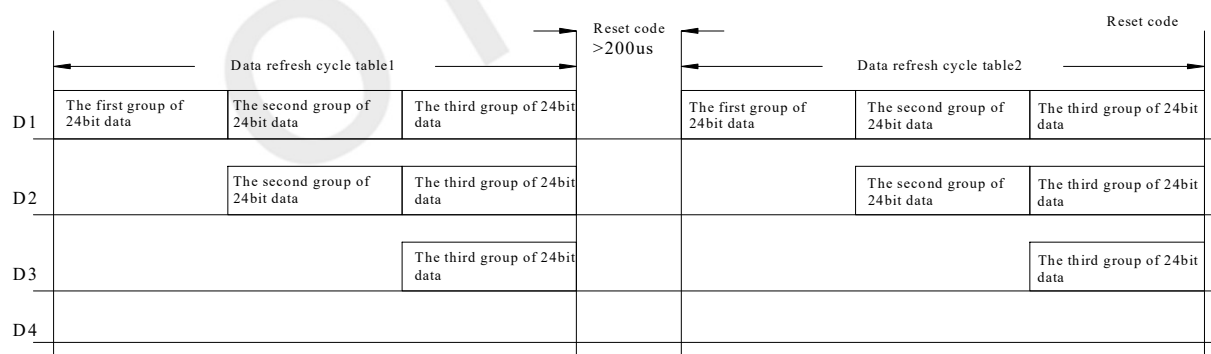 Reset code
>200us
Reset code
Data refresh cycle table1
Data refresh cycle table2
D1
The first group of
24bit data
The second group of
24bit data
The third group of 24bit
data
The first group of
24bit data
The second group of
24bit data
The third group of 24bit
data
D2
The second group of
24bit data
The third group of 24bit
data
The second group of
24bit data
The third group of 24bit
data
D3
The third group of 24bit
data
The third group of 24bit
data
D4